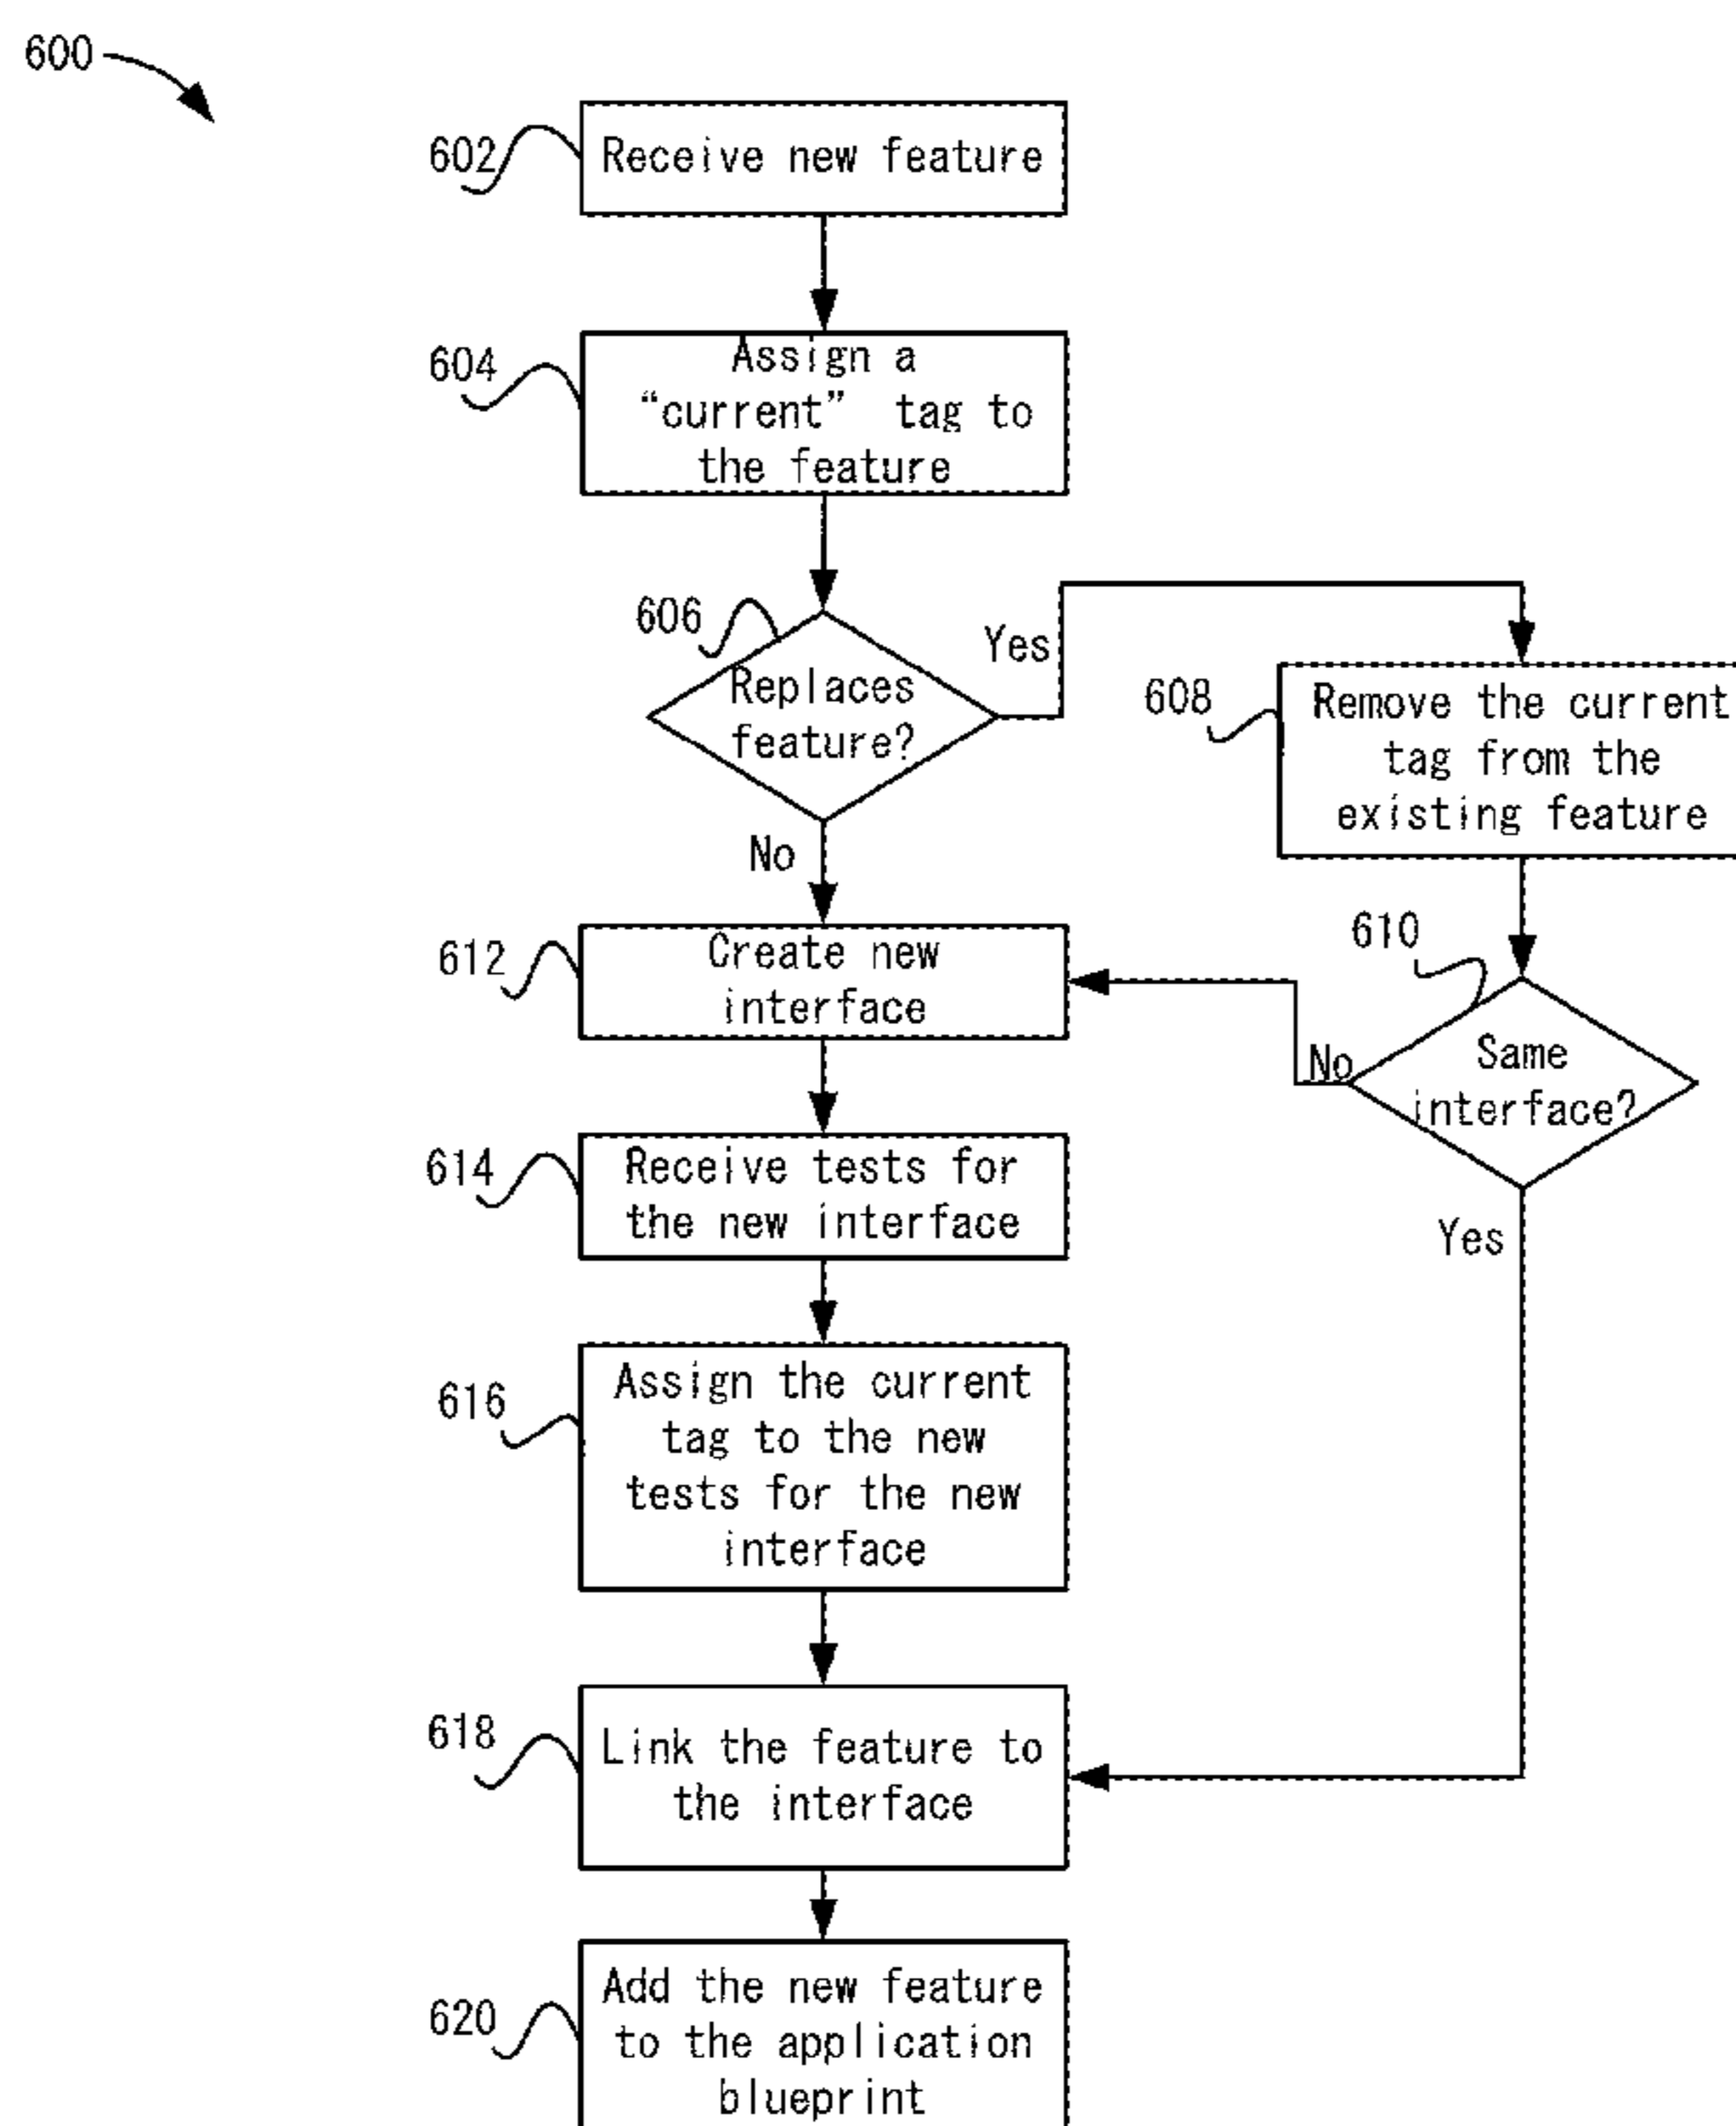 600
602
Receive new feature
604
Assign a
“current” tag to
the feature
606
Replaces
feature?
Yes
No
608
Remove the current
tag from the
existing feature
610
Same
interface?
No
Yes
612
Create new
interface
614
Receive tests for
the new interface
616
Assign the current
tag to the new
tests for the new
interface
618
Link the feature to
the interface
620
Add the new feature
to the application
blueprint